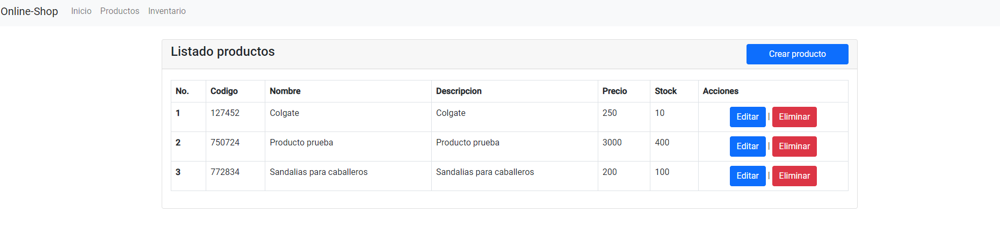 Online-Shop Inicio Productos Inventario
Listado productos Crear producto
No. Codigo Nombre Descripcion Precio Stock Acciones
1 127452 Colgate Colgate 250 10 Editar | Eliminar
2 750724 Producto prueba Producto prueba 3000 400 Editar | Eliminar
3 772834 Sandalias para caballeros Sandalias para caballeros 200 100 Editar | Eliminar